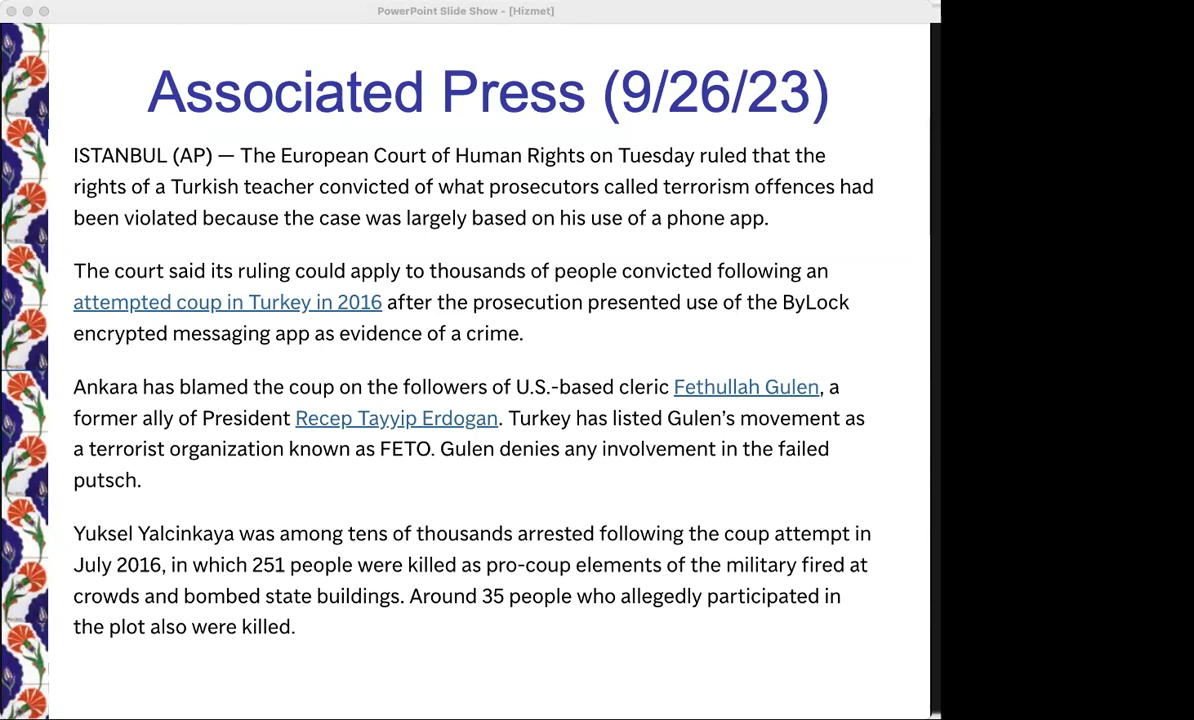 PowerPoint Slide Show - [Hizmet]
Associated Press (9/26/23)
ISTANBUL (AP) — The European Court of Human Rights on Tuesday ruled that the
rights of a Turkish teacher convicted of what prosecutors called terrorism offences had
been violated because the case was largely based on his use of a phone app.
The court said its ruling could apply to thousands of people convicted following an
attempted coup in Turkey in 2016 after the prosecution presented use of the ByLock
encrypted messaging app as evidence of a crime.
Ankara has blamed the coup on the followers of U.S.-based cleric Fethullah Gulen, a
former ally of President Recep Tayyip Erdogan. Turkey has listed Gulen’s movement as
a terrorist organization known as FETO. Gulen denies any involvement in the failed
putsch.
Yuksel Yalcinkaya was among tens of thousands arrested following the coup attempt in
July 2016, in which 251 people were killed as pro-coup elements of the military fired at
crowds and bombed state buildings. Around 35 people who allegedly participated in
the plot also were killed.